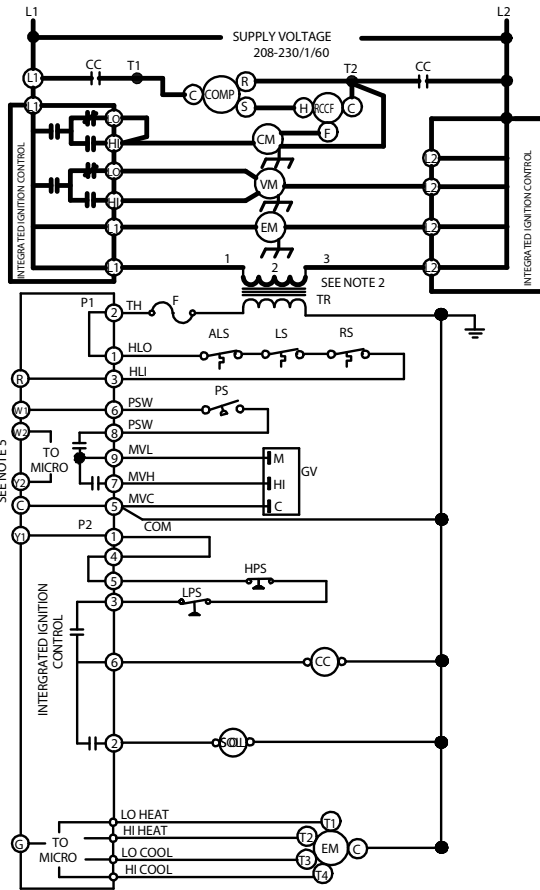 L1
L2
SUPPLY VOLTAGE
208-230/1/60
CC
T1
T2
CC
L1
C
COMP
R
S
H
RCCF
C
F
L1
LO
HI
CM
LO
HI
VM
L2
L2
L1
EM
L2
INTEGRATED IGNITION CONTROL
INTEGRATED IGNITION CONTROL
L1
1
2
3
L2
SEE NOTE 2
TR
P1
2
TH
F
1
HLO
ALS
LS
RS
R
3
HLI
W1
6
PSW
PS
W2
8
PSW
TO
MICRO
9
MVL
M
GV
Y2
7
MVH
HI
C
5
MVC
C
SEE NOTE 5
COM
Y1
P2
1
4
5
HPS
3
LPS
INTERGRATED IGNITION
CONTROL
6
CC
2
SOL
LO HEAT
T1
HI HEAT
T2
G
TO
MICRO
EM
C
LO COOL
T3
HI COOL
T4